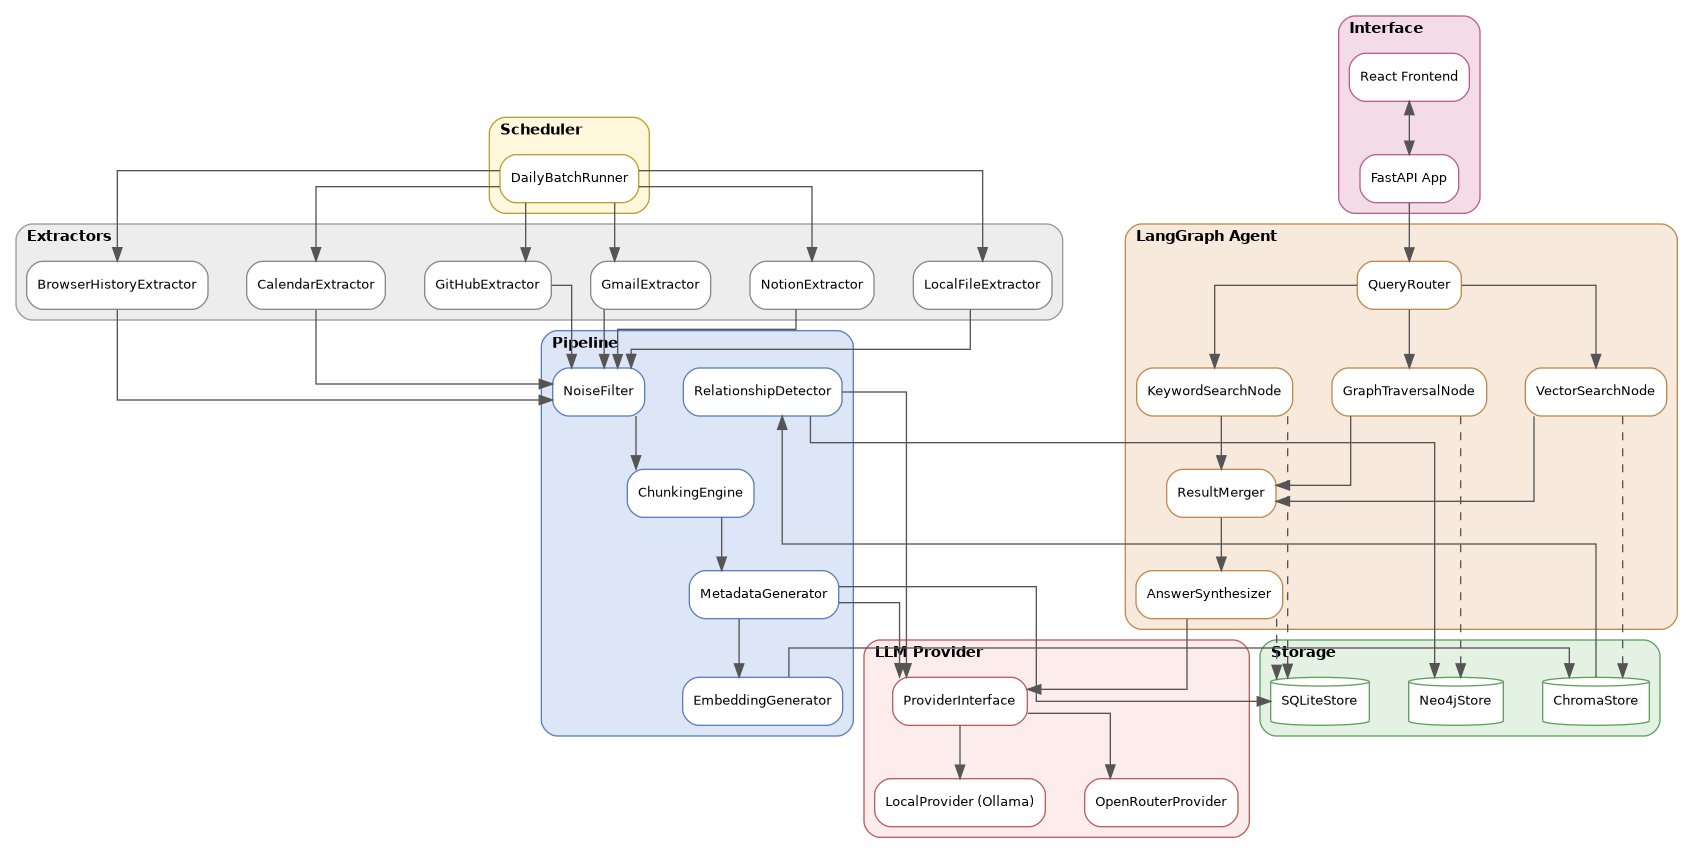 Interface
React Frontend
Scheduler
FastAPI App
DailyBatchRunner
Extractors
LangGraph Agent
BrowserHistoryExtractor
CalendarExtractor
GitHubExtractor
GmailExtractor
NotionExtractor
LocalFileExtractor
QueryRouter
Pipeline
NoiseFilter
RelationshipDetector
KeywordSearchNode
GraphTraversalNode
VectorSearchNode
ChunkingEngine
ResultMerger
MetadataGenerator
AnswerSynthesizer
LLM Provider
Storage
EmbeddingGenerator
ProviderInterface
SQLiteStore
Neo4jStore
ChromaStore
LocalProvider (Ollama)
OpenRouterProvider